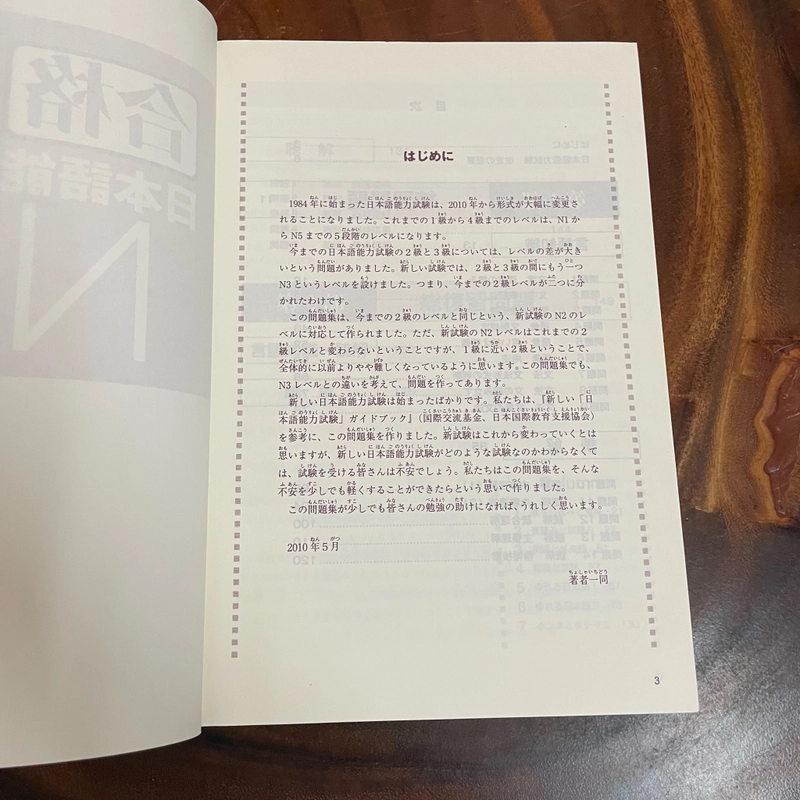 合格
日本語能
N
はじめに
1984年に始まった日本語能力試験は、2010年から形式が大幅に変更さ
れることになりました。これまでの1級から4級までのレベルは、N1か
らN5までの5段階のレベルになります。
今までの日本語能力試験の2級と3級については、レベルの差が大き
いという問題がありました。新しい試験では、2級と3級の間にもう一つ
N3というレベルを設けました。つまり、今までの2級レベルが二つに分
かれたわけです。
この問題集は、今までの2級のレベルと同じという、新試験のN2のレ
ベルに対応して作られました。ただ、新試験のN2レベルはこれまでの2
級レベルと変わらないということですが、1級に近い2級ということで、
全体的に以前よりやや難しくなっているように思います。この問題集でも、
N3レベルとの違いを考えて、問題を作ってあります。
新しい日本語能力試験は始まったばかりです。私たちは、『新しい「日
本語能力試験」ガイドブック』（国際交流基金、日本国際教育支援協会）
を参考に、この問題集を作りました。新試験はこれから変わっていくとは
思いますが、新しい日本語能力試験がどのような試験なのかわからなくて
は、試験を受ける皆さんは不安でしょう。私たちはこの問題集を、そんな
不安を少しでも軽くすることができたらという思いで作りました。
この問題集が少しでも皆さんの勉強の助けになれば、うれしく思います。
2010年5月
著者一同
3